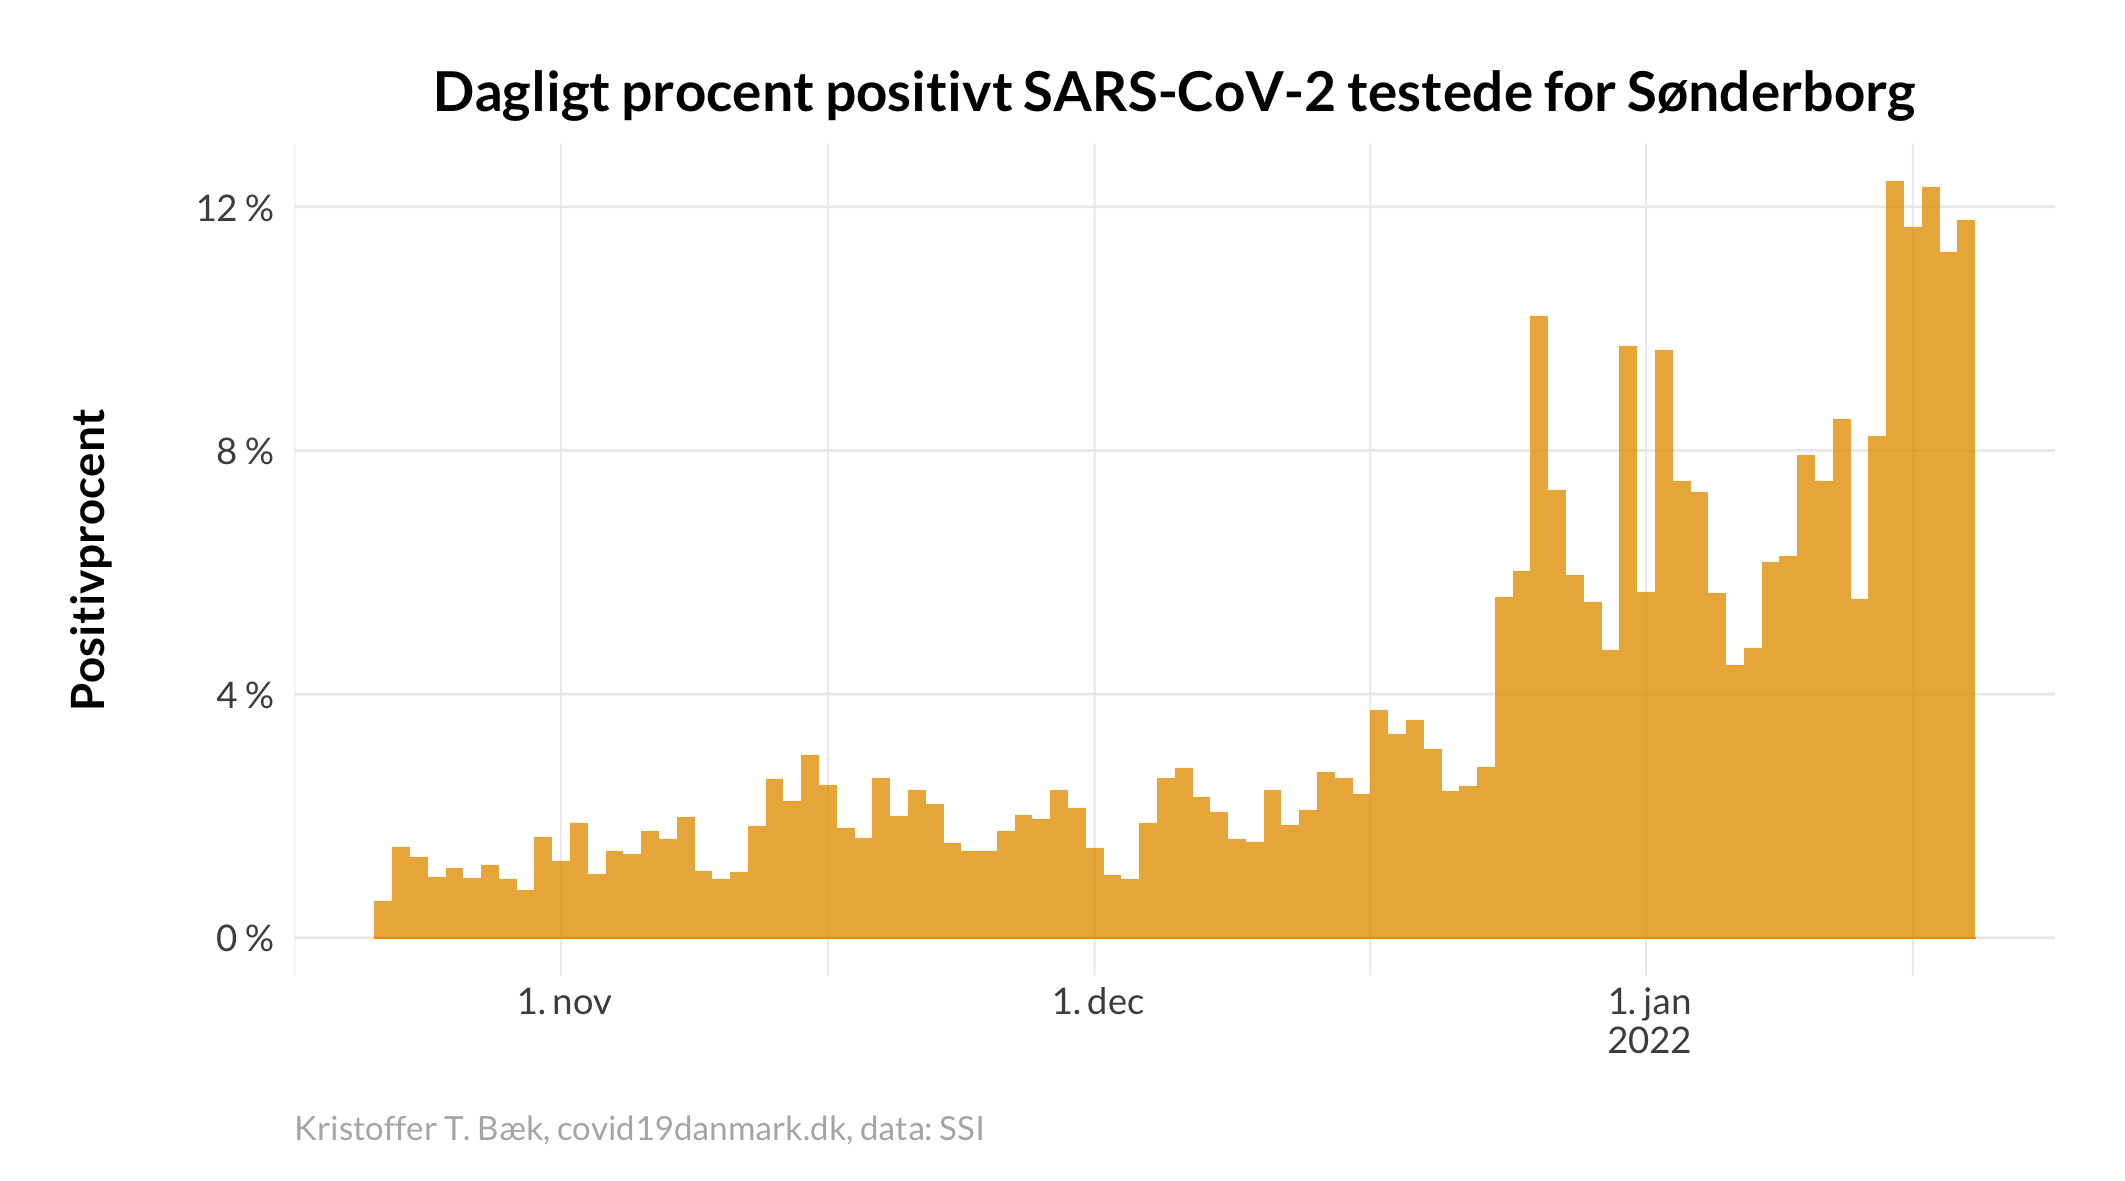 Dagligt procent positivt SARS-CoV-2 testede for Sønderborg
Positivprocent
12 %
8 %
4 %
0 %
1. nov
1. dec
1. jan
2022
Kristoffer T. Bæk, covid19danmark.dk, data: SSI